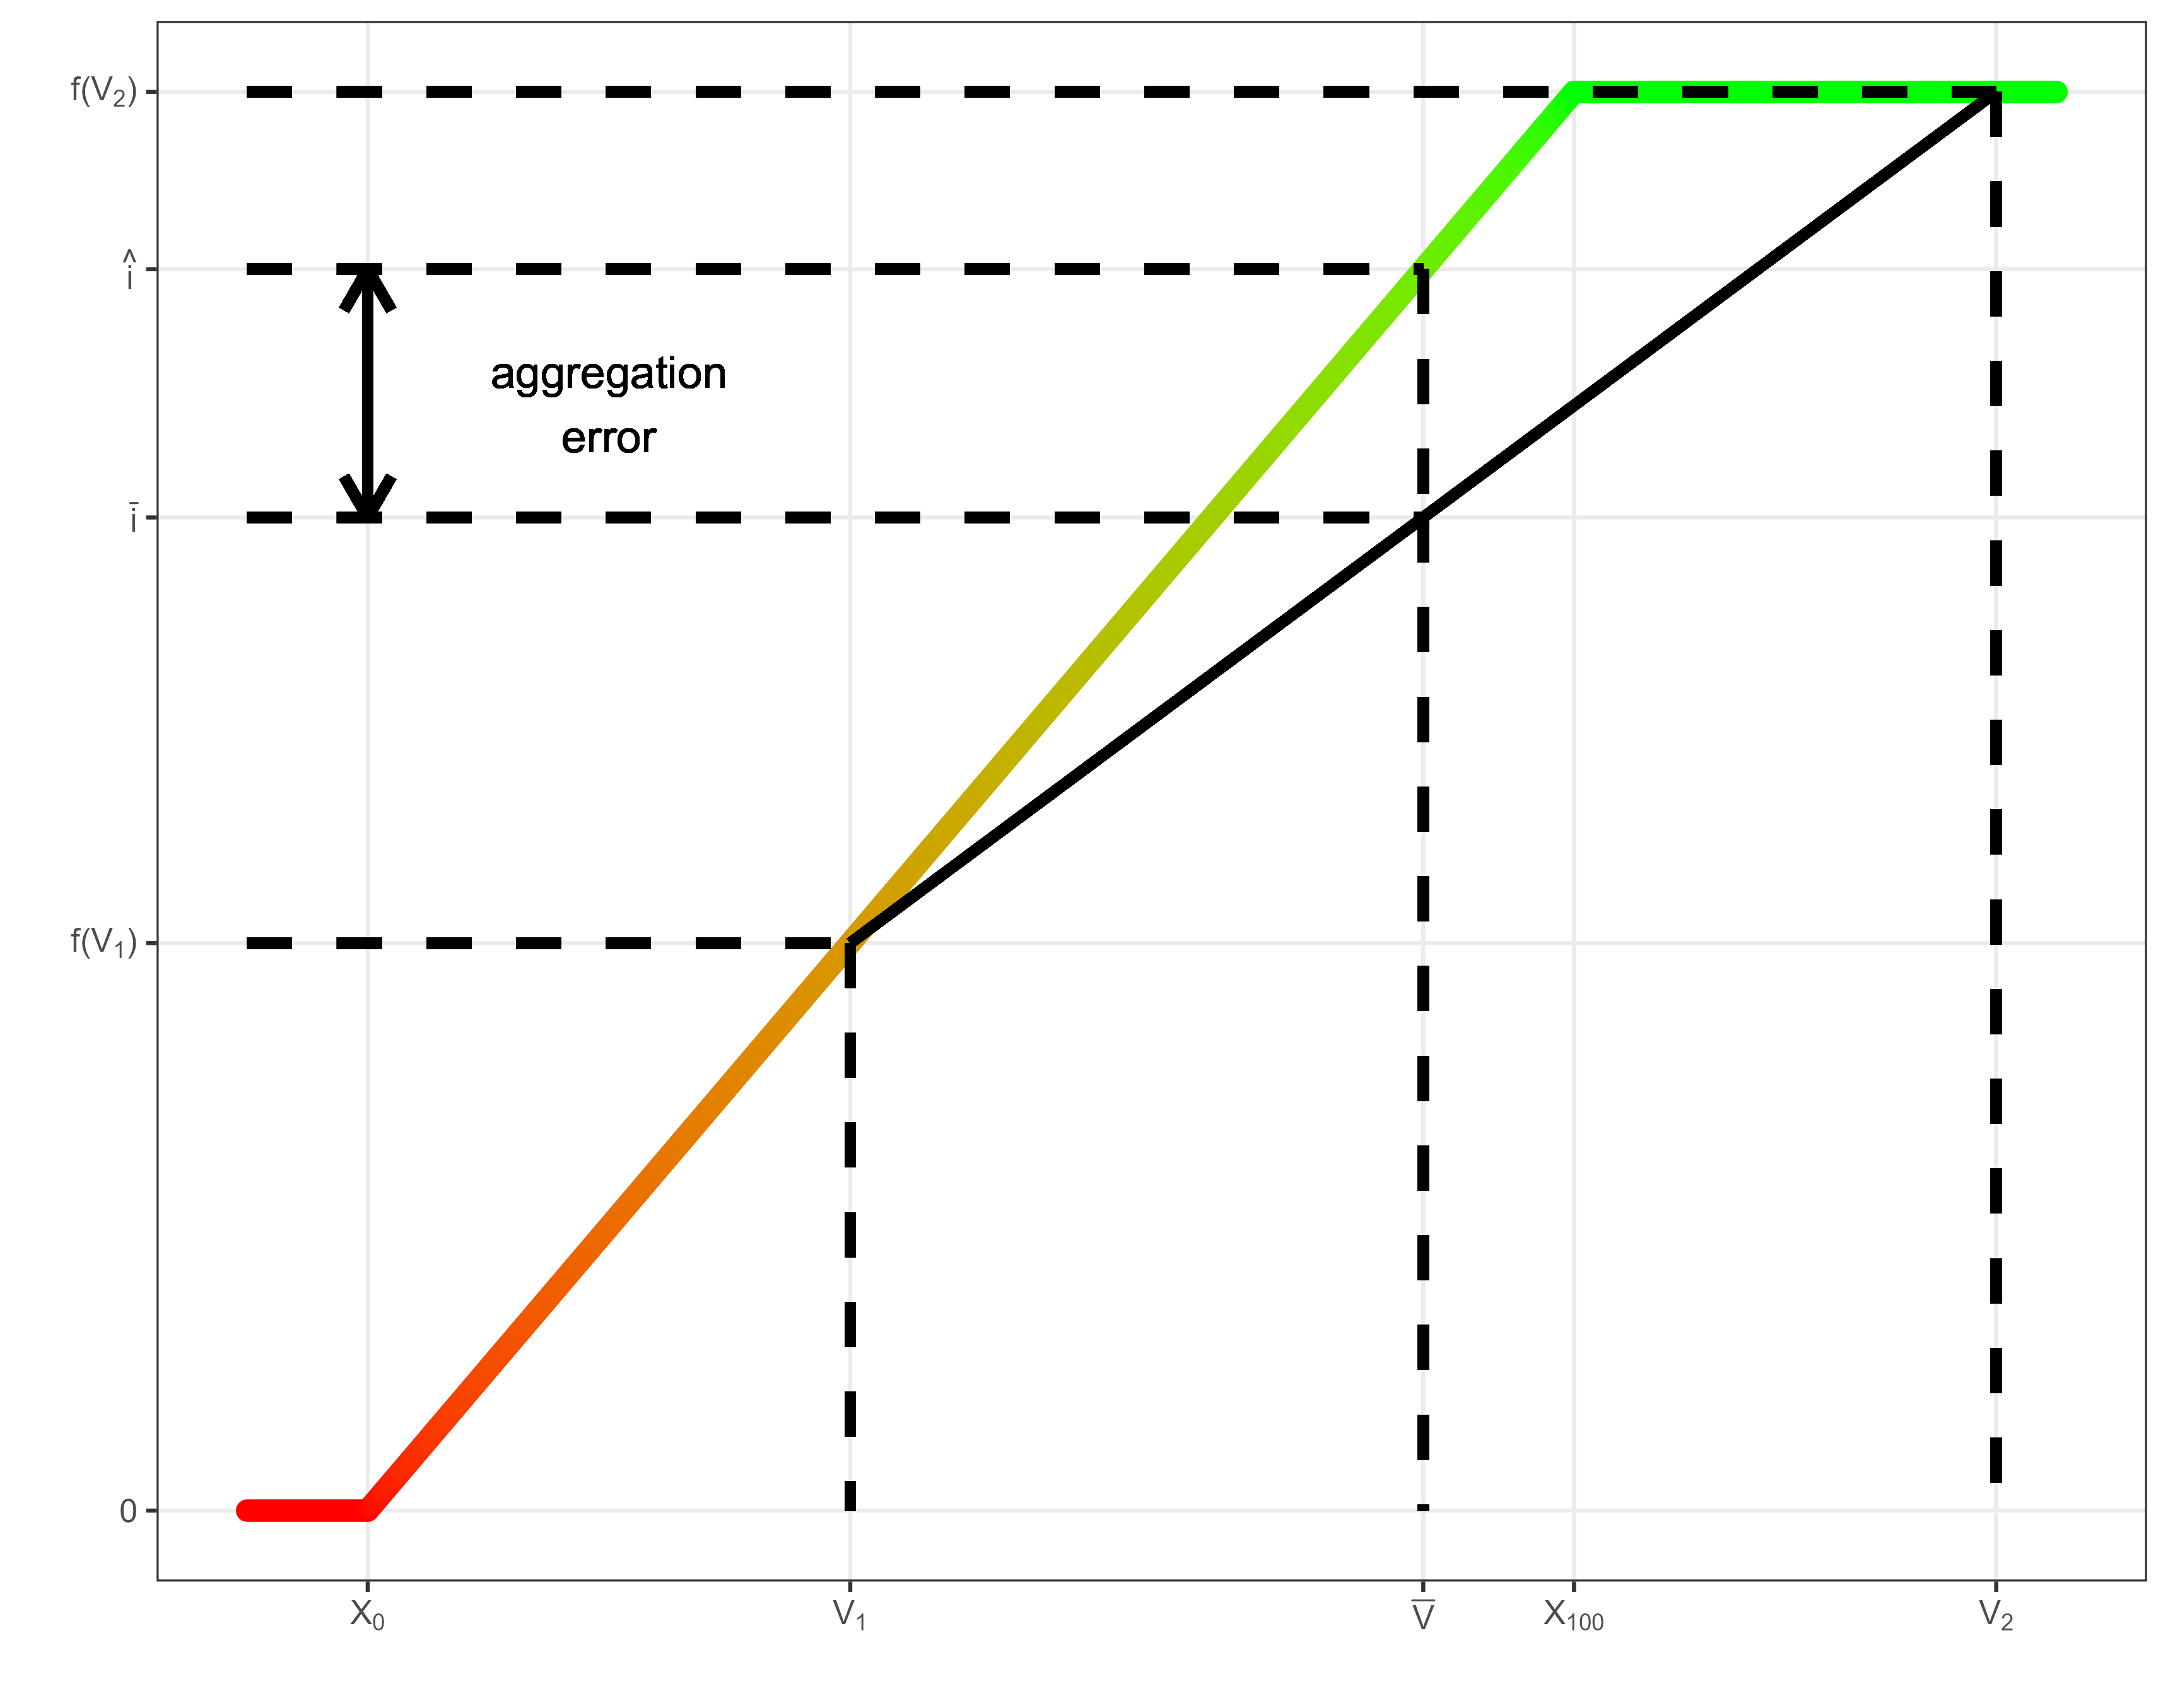 f(V₂)
î
aggregation
error
ī
f(V₁)
0
X₀ V₁ V̅ X₁₀₀ V₂